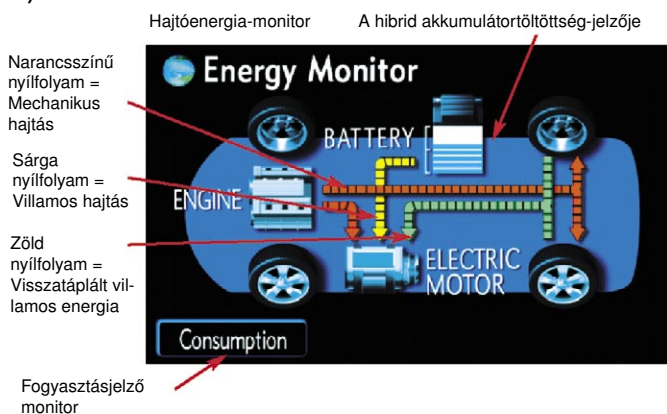 Hajtóenergia-monitor
A hibrid akkumulátortöltöttség-jelzője
Narancsszínű
nyílfolyam =
Mechanikus
hajtás
Sárga
nyílfolyam =
Villamos hajtás
Zöld
nyílfolyam =
Visszatáplált vil-
lamos energia
Energy Monitor
BATTERY
ENGINE
ELECTRIC
MOTOR
Consumption
Fogyasztásjelző
monitor